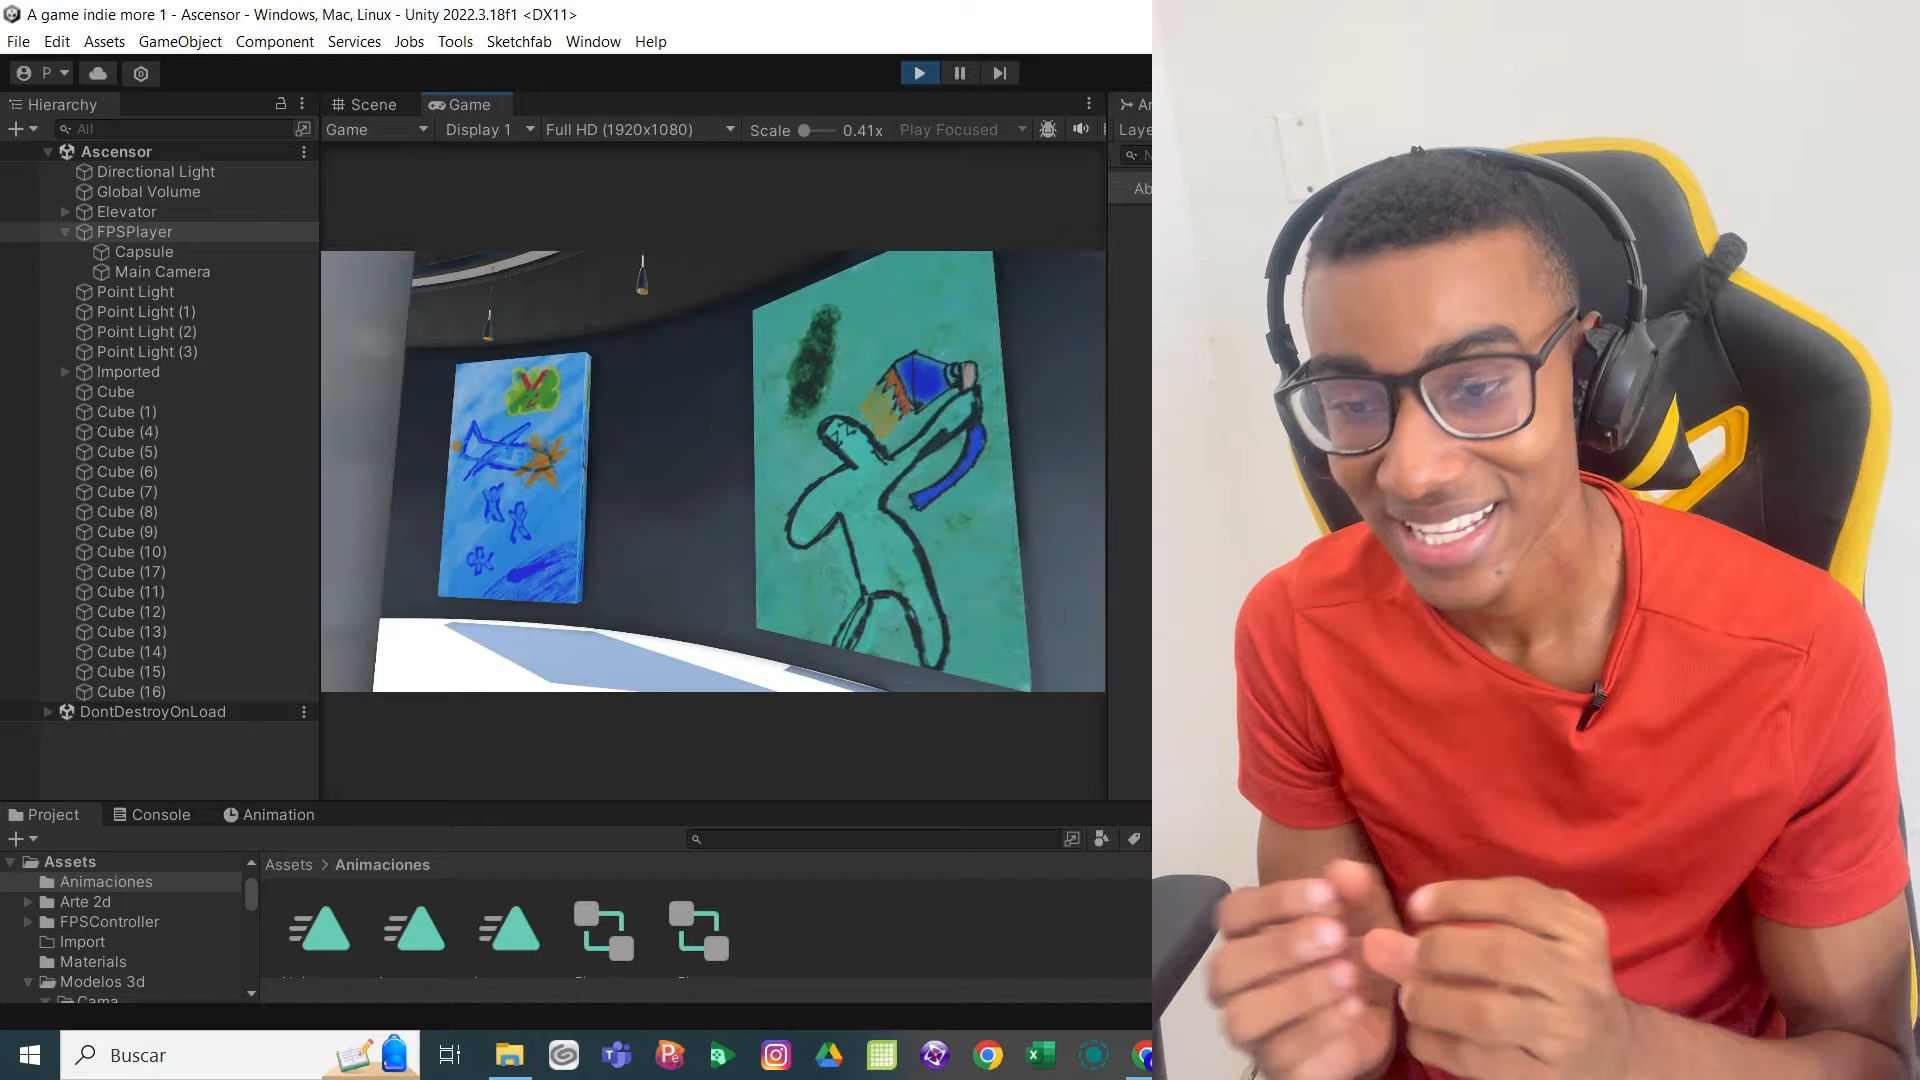 A game indie more 1 - Ascensor - Windows, Mac, Linux - Unity 2022.3.18f1 <DX11>
File Edit Assets GameObject Component Services Jobs Tools Sketchfab Window Help
P
Hierarchy
Scene
Game
All
Game
Display 1
Full HD (1920x1080)
Scale
0.41x
Play Focused
Ascensor
Directional Light
Global Volume
Elevator
FPSPlayer
Capsule
Main Camera
Point Light
Point Light (1)
Point Light (2)
Point Light (3)
Imported
Cube
Cube (1)
Cube (4)
Cube (5)
Cube (6)
Cube (7)
Cube (8)
Cube (9)
Cube (10)
Cube (17)
Cube (11)
Cube (12)
Cube (13)
Cube (14)
Cube (15)
Cube (16)
DontDestroyOnLoad
Project
Console
Animation
Assets
Animaciones
Arte 2d
FPSController
Import
Materials
Modelos 3d
Cama
Assets > Animaciones
Buscar